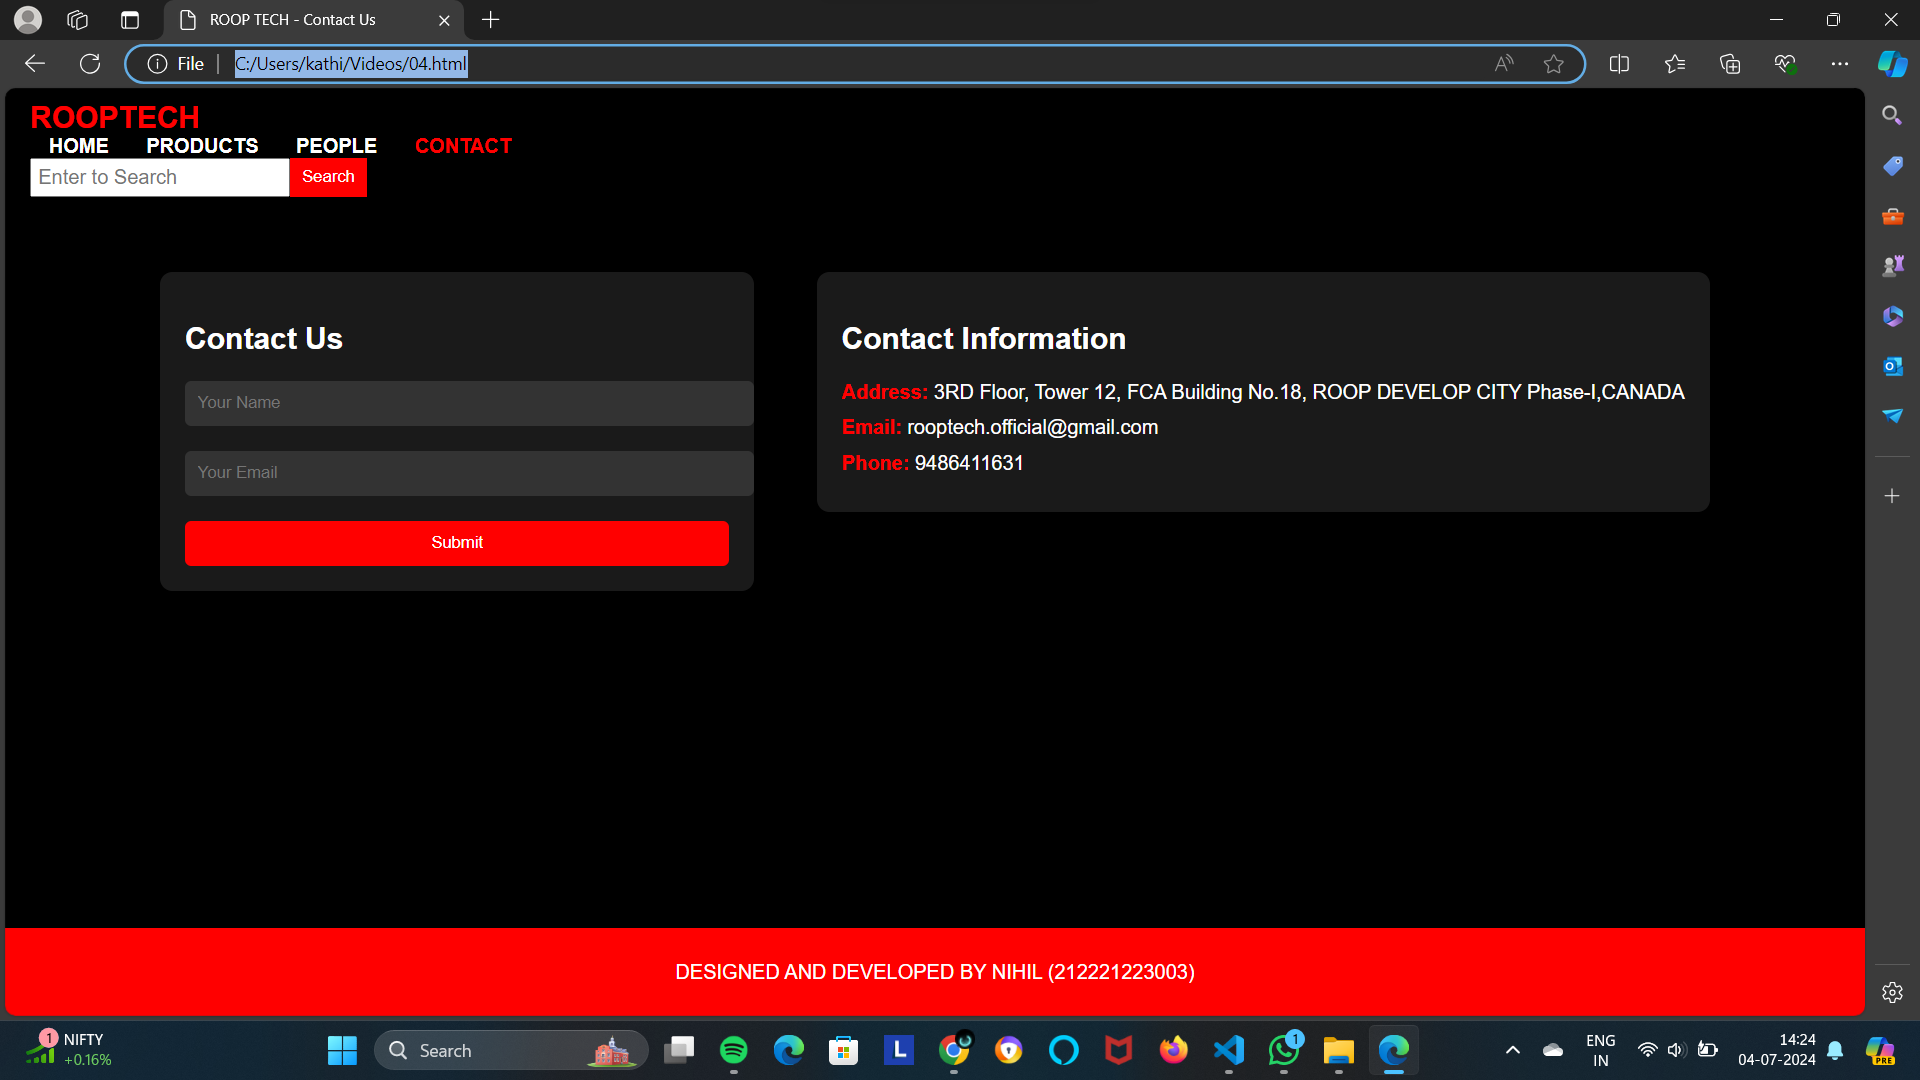 ROOP TECH - Contact Us
File
C:/Users/kathi/Videos/04.html
ROOPTECH
HOME PRODUCTS PEOPLE CONTACT
Enter to Search Search
Contact Us
Your Name
Your Email
Submit
Contact Information
Address: 3RD Floor, Tower 12, FCA Building No.18, ROOP DEVELOP CITY Phase-I,CANADA
Email: rooptech.official@gmail.com
Phone: 9486411631
DESIGNED AND DEVELOPED BY NIHIL (212221223003)
1 NIFTY
+0.16%
Search
L
1
ENG
IN
14:24
04-07-2024
PRE